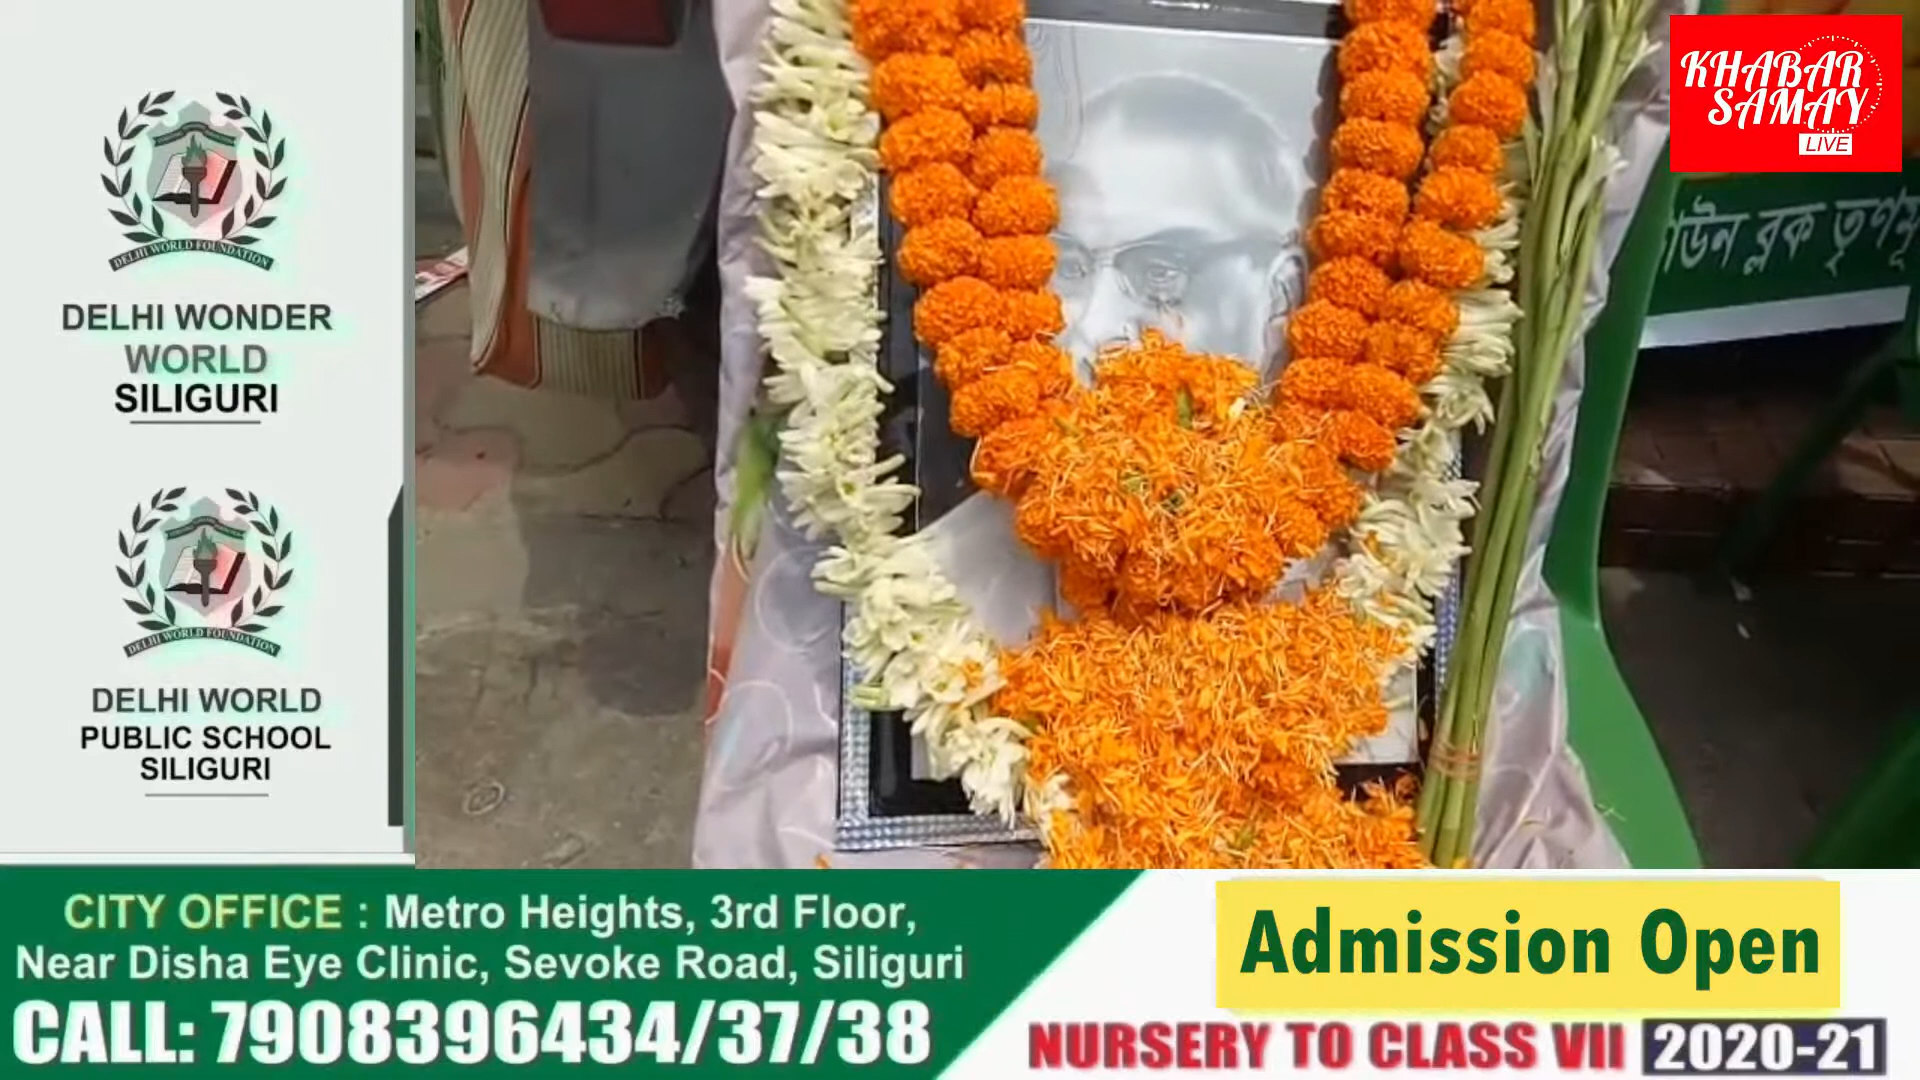 KHABAR
SAMAY
LIVE
DELHI WORLD FOUNDATION
DELHI WONDER
WORLD
SILIGURI
DELHI WORLD FOUNDATION
DELHI WORLD
PUBLIC SCHOOL
SILIGURI
ব্লক
CITY OFFICE : Metro Heights, 3rd Floor,
Near Disha Eye Clinic, Sevoke Road, Siliguri
CALL: 7908396434/37/38
Admission Open
NURSERY TO CLASS VII 2020-21